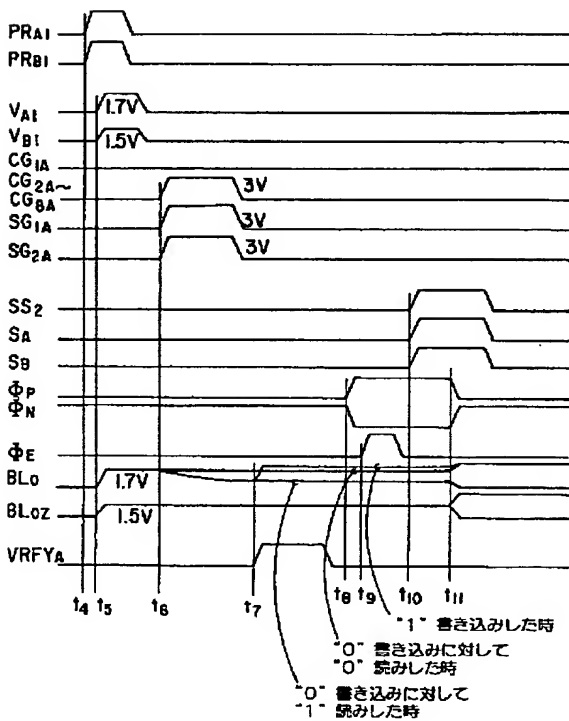 PRA1
PRB1
VA1 1.7V
VB1 1.5V
CG1A
CG2A~
CG8A 3V
SG1A 3V
SG2A 3V
SS2
SA
SB
ΦP
ΦN
ΦE
BL0 1.7V
BL0Z 1.5V
VRFYA
t4 t5 t6 t7 t8 t9 t10 t11
"1" 書き込みした時
"0" 書き込みに対して
"0" 読みした時
"0" 書き込みに対して
"1" 読みした時